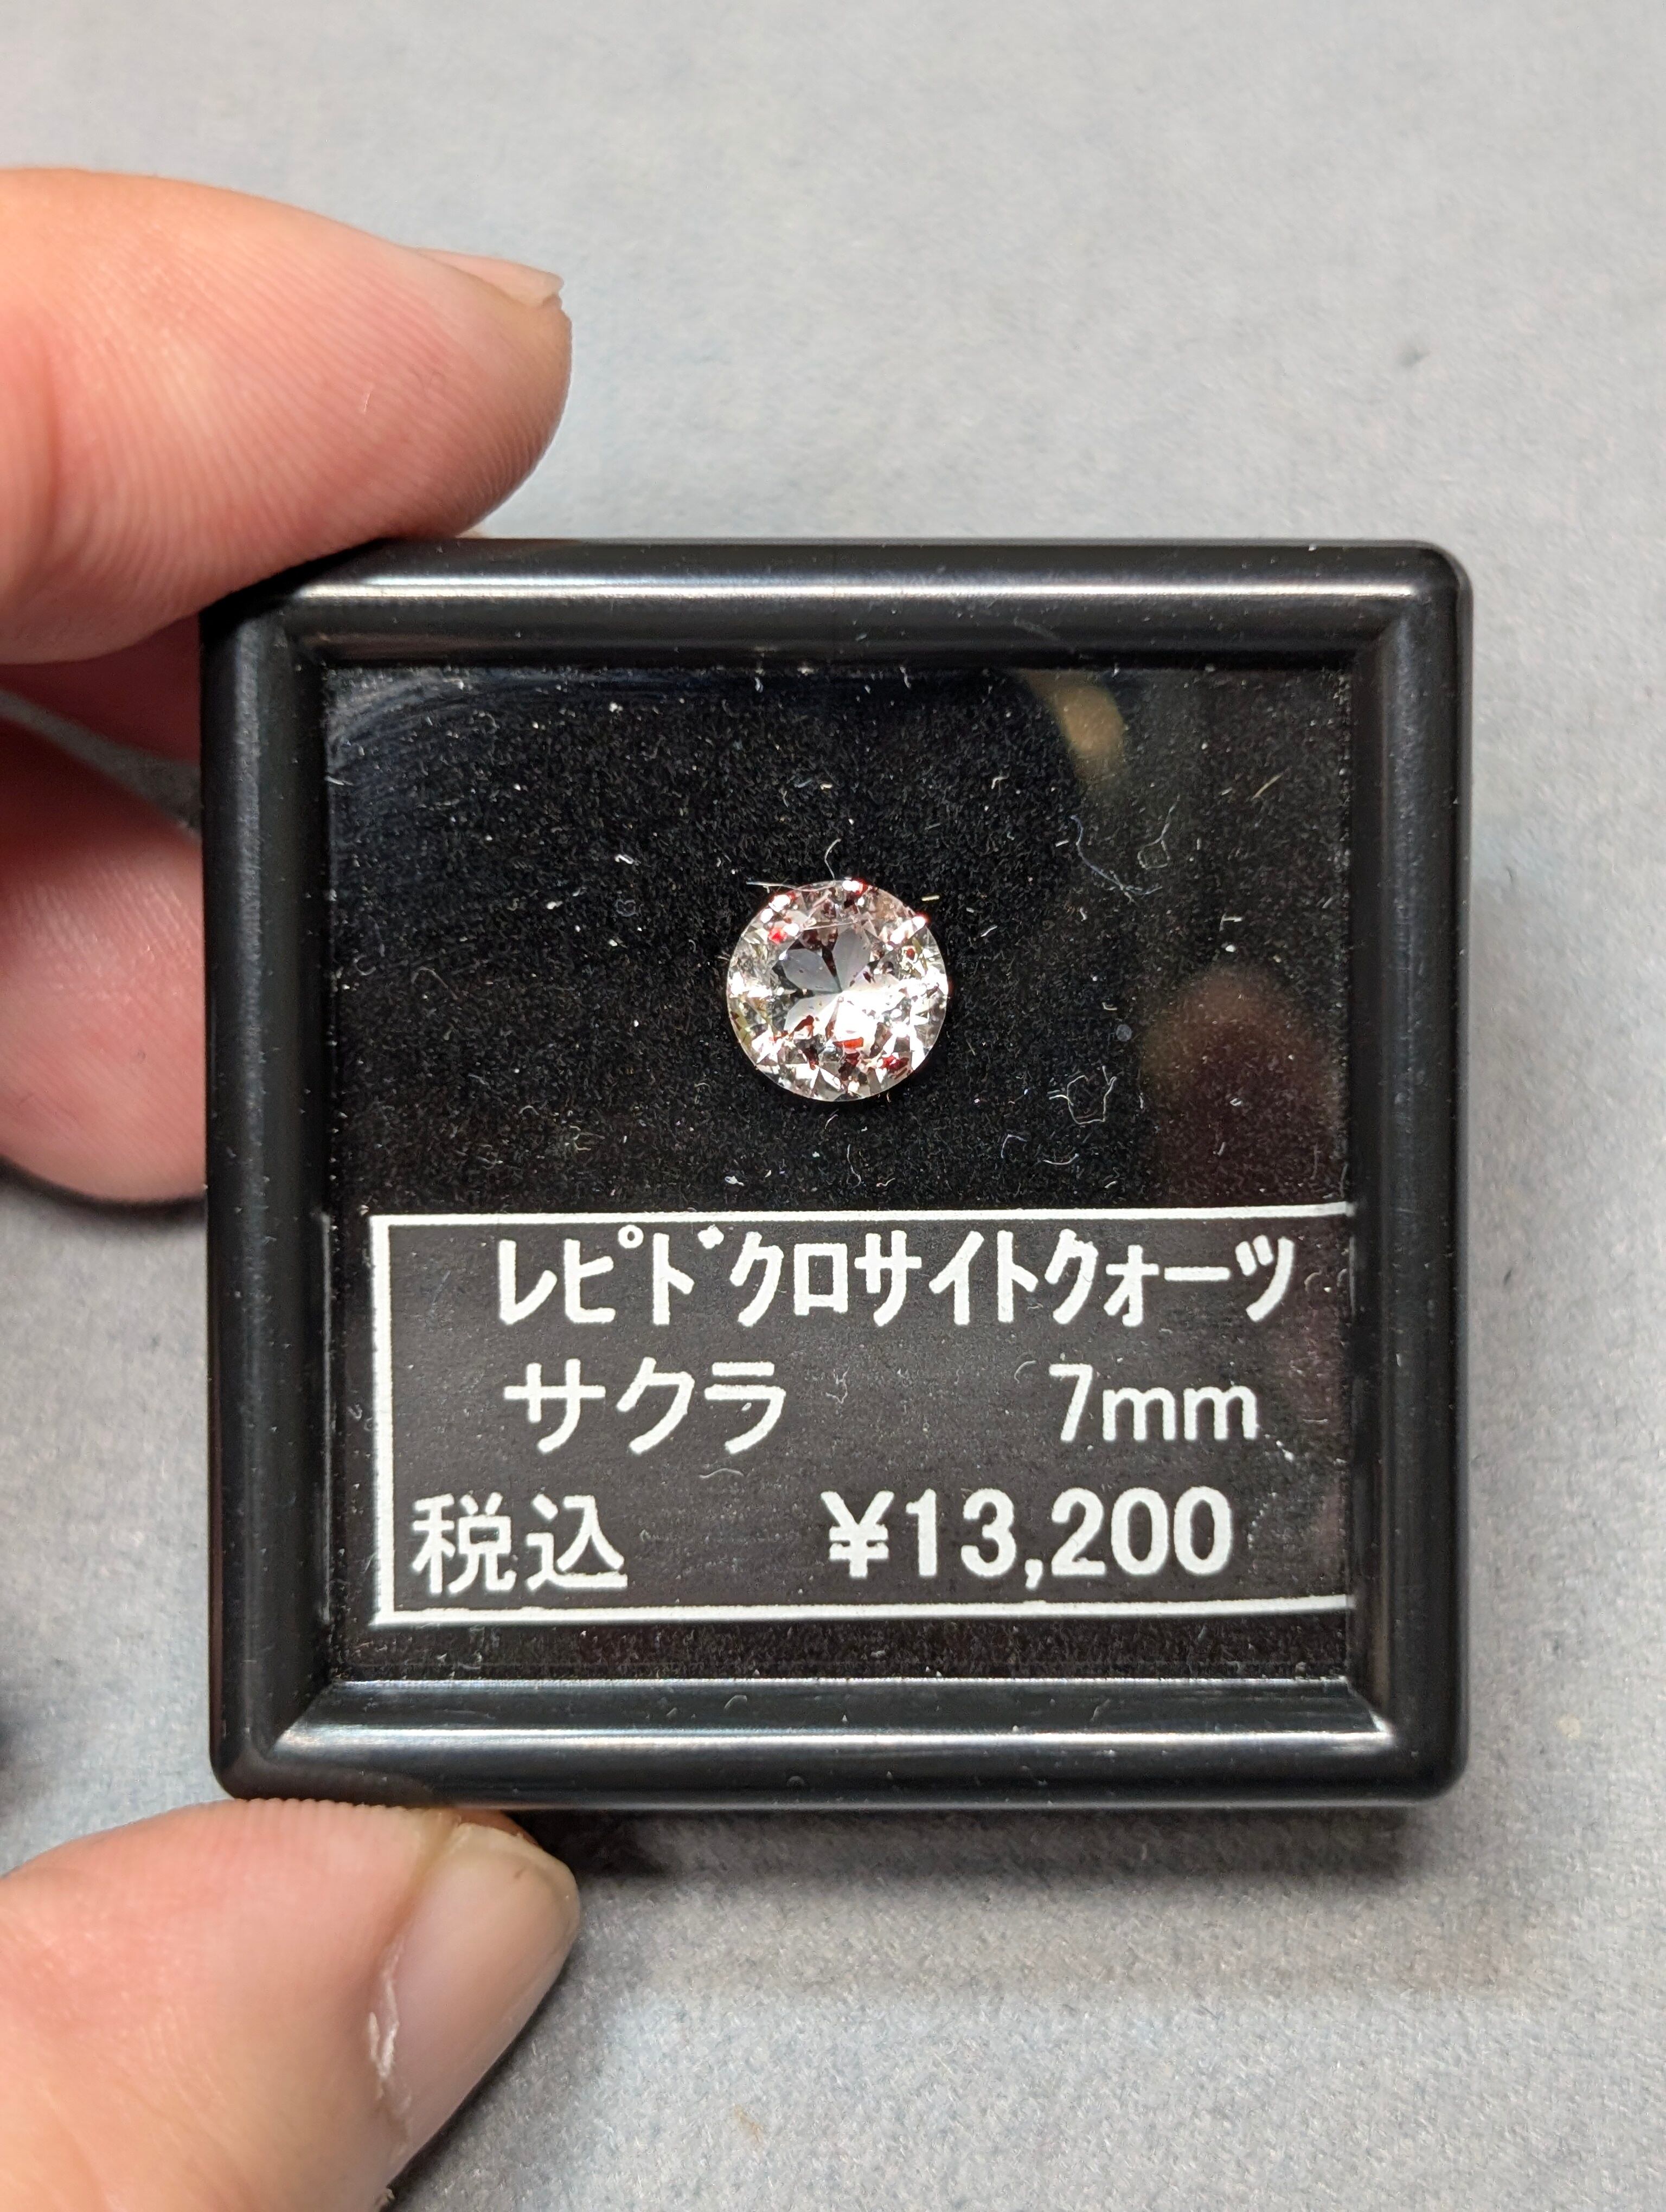 レピドクロサイトクォーツ
サクラ 7mm
税込 ¥13,200